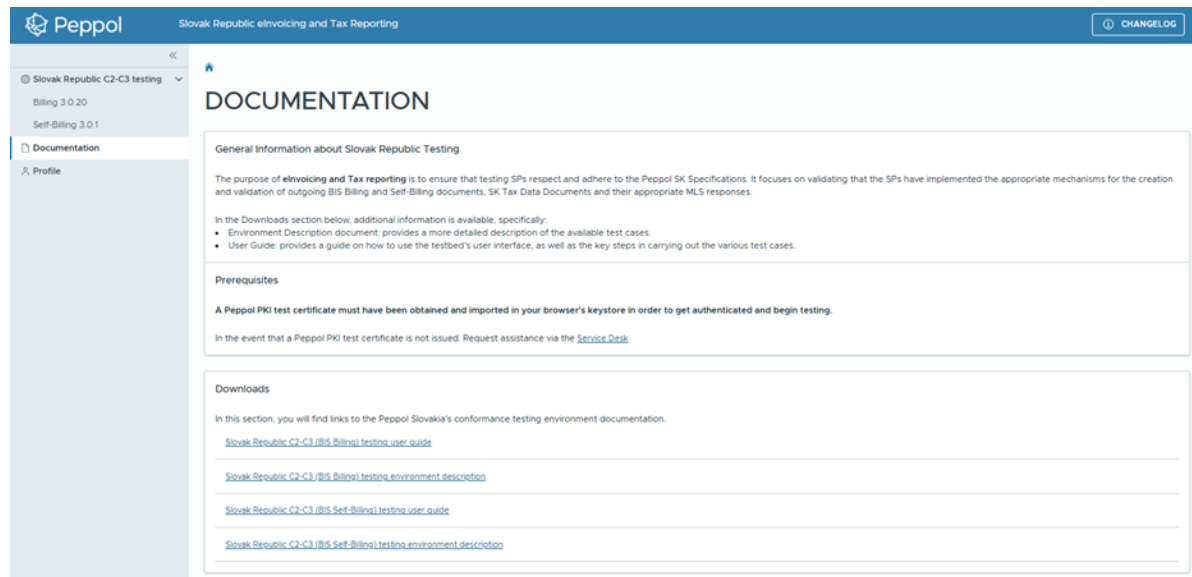 Peppol
Slovak Republic eInvoicing and Tax Reporting
CHANGELOG
Slovak Republic C2-C3 testing
Billing 3.0.20
Self-Billing 3.0.1
Documentation
Profile
DOCUMENTATION
General Information about Slovak Republic Testing
The purpose of eInvoicing and Tax reporting is to ensure that testing SPs respect and adhere to the Peppol SK Specifications. It focuses on validating that the SPs have implemented the appropriate mechanisms for the creation
and validation of outgoing BIS Billing and Self-Billing documents, SK Tax Data Documents and their appropriate MLS responses.
In the Downloads section below, additional information is available, specifically:
• Environment Description document: provides a more detailed description of the available test cases.
• User Guide: provides a guide on how to use the testbed's user interface, as well as the key steps in carrying out the various test cases.
Prerequisites
A Peppol PKI test certificate must have been obtained and imported in your browser's keystore in order to get authenticated and begin testing.
In the event that a Peppol PKI test certificate is not issued. Request assistance via the Service Desk
Downloads
In this section, you will find links to the Peppol Slovakia's conformance testing environment documentation.
Slovak Republic C2-C3 (BIS Billing) testing user guide
Slovak Republic C2-C3 (BIS Billing) testing environment description
Slovak Republic C2-C3 (BIS Self-Billing) testing user guide
Slovak Republic C2-C3 (BIS Self-Billing) testing environment description